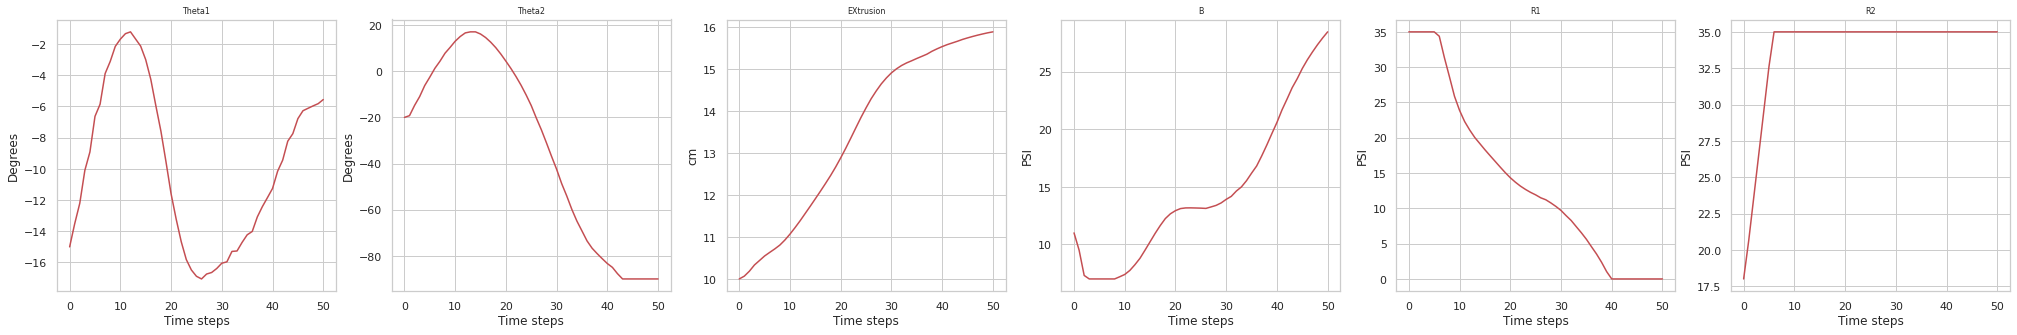 Theta1
Degrees
−2
−4
−6
−8
−10
−12
−14
−16
0 10 20 30 40 50
Time steps
Theta2
Degrees
20
0
−20
−40
−60
−80
0 10 20 30 40 50
Time steps
EXtrusion
cm
16
15
14
13
12
11
10
0 10 20 30 40 50
Time steps
B
PSI
25
20
15
10
0 10 20 30 40 50
Time steps
R1
PSI
35
30
25
20
15
10
5
0
0 10 20 30 40 50
Time steps
R2
PSI
35.0
32.5
30.0
27.5
25.0
22.5
20.0
17.5
0 10 20 30 40 50
Time steps